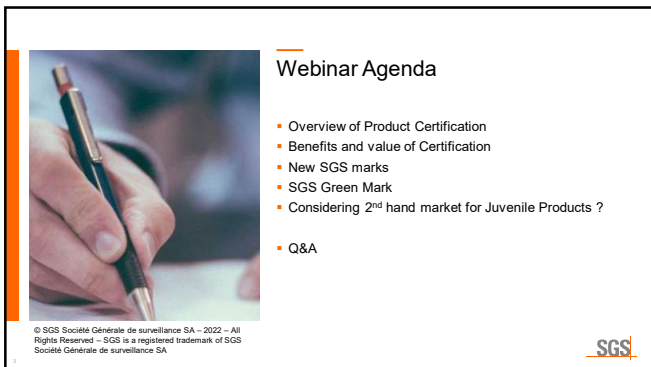 Webinar Agenda
▪ Overview of Product Certification
▪ Benefits and value of Certification
▪ New SGS marks
▪ SGS Green Mark
▪ Considering 2nd hand market for Juvenile Products ?
▪ Q&A
© SGS Société Générale de surveillance SA – 2022 – All
Rights Reserved – SGS is a registered trademark of SGS
Société Générale de surveillance SA
3
SGS